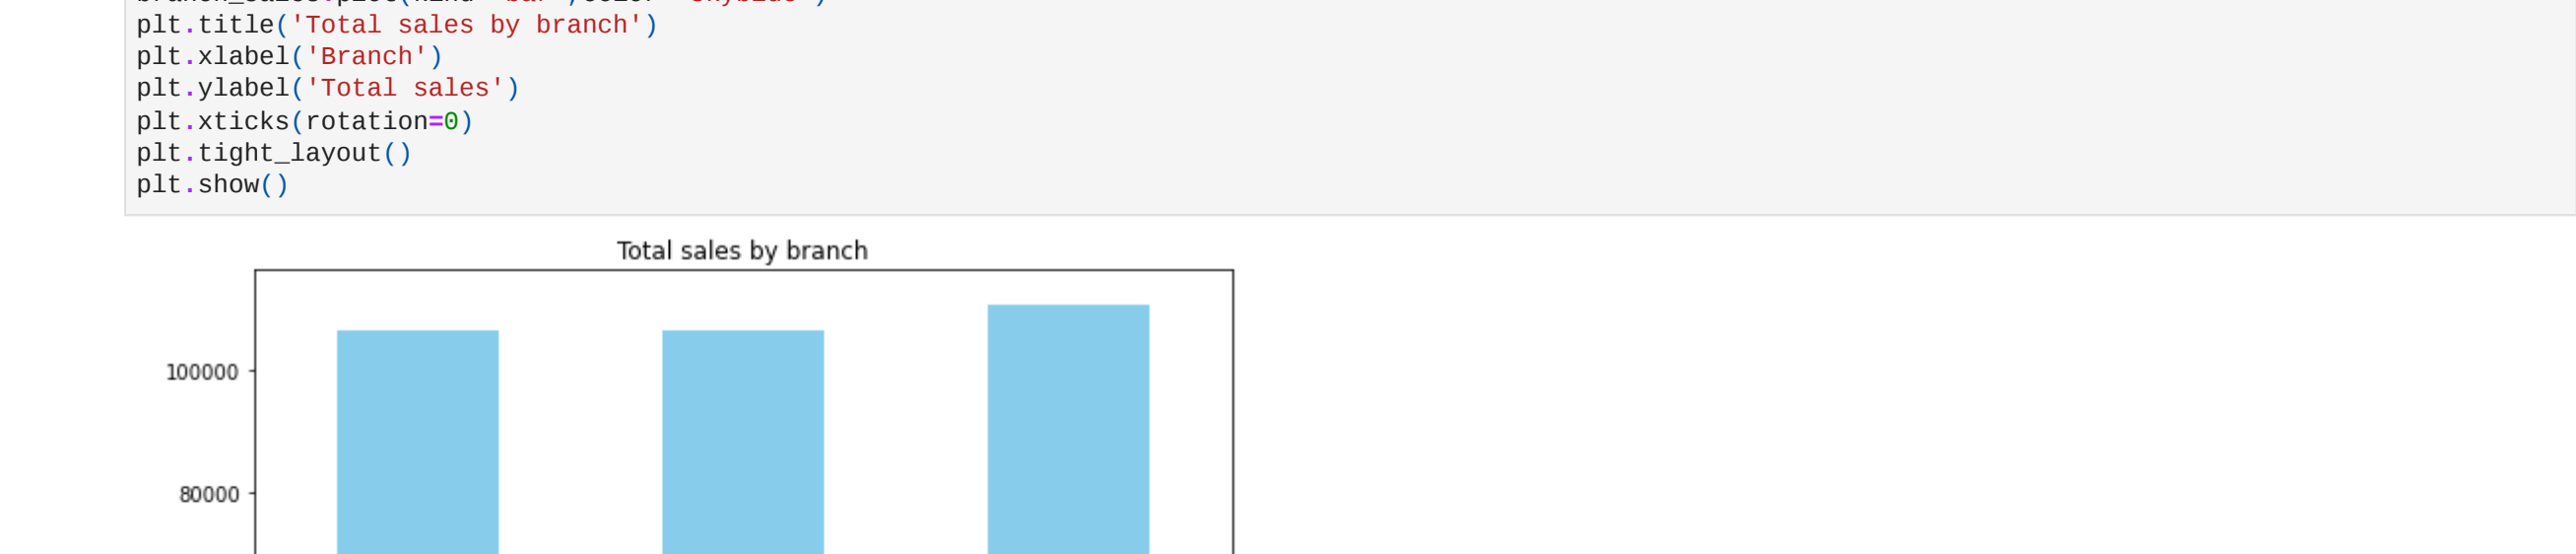 plt.title('Total sales by branch')
plt.xlabel('Branch')
plt.ylabel('Total sales')
plt.xticks(rotation=0)
plt.tight_layout()
plt.show()
Total sales by branch
100000
80000